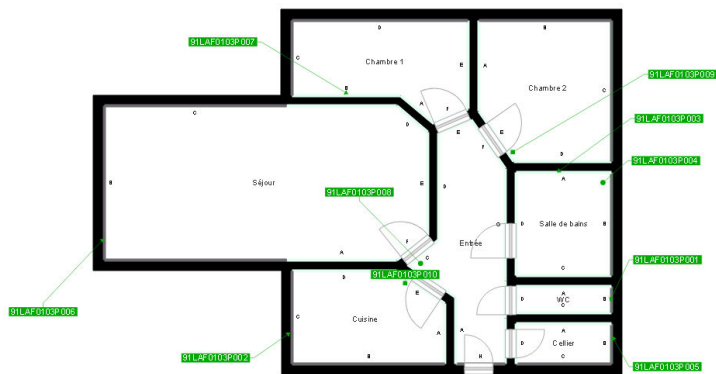 D
H
91LAF0103P007
Chambre 1
C
E
A
C
91LAF0103P009
B
A
F
Chambre 2
C
D
E
F
E
91LAF0103P003
D
91LAF0103P004
A
H
Séjour
E
D
91LAF0103P008
B
G
D
Salle de bains
F
Entrée
A
C
C
91LAF0103P010
D
E
91LAF0103P001
A
D
WC
B
C
91LAF0103P006
C
Cuisine
A
A
A
D
Cellier
B
91LAF0103P002
H
H
C
91LAF0103P005